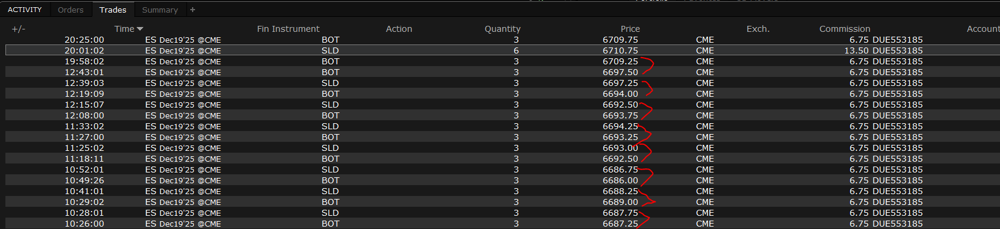 ACTIVITY Orders Trades Summary +
+/- Time Fin Instrument Action Quantity Price Exch. Commission Account
20:25:00 ES Dec19'25 @CME BOT 3 6709.75 CME 6.75 DUE553185
20:01:02 ES Dec19'25 @CME SLD 6 6710.75 CME 13.50 DUE553185
19:58:02 ES Dec19'25 @CME BOT 3 6709.25 CME 6.75 DUE553185
12:43:01 ES Dec19'25 @CME BOT 3 6697.50 CME 6.75 DUE553185
12:39:03 ES Dec19'25 @CME SLD 3 6697.25 CME 6.75 DUE553185
12:19:09 ES Dec19'25 @CME BOT 3 6694.00 CME 6.75 DUE553185
12:15:07 ES Dec19'25 @CME SLD 3 6692.50 CME 6.75 DUE553185
12:08:00 ES Dec19'25 @CME BOT 3 6693.75 CME 6.75 DUE553185
11:33:02 ES Dec19'25 @CME SLD 3 6694.25 CME 6.75 DUE553185
11:27:00 ES Dec19'25 @CME BOT 3 6693.25 CME 6.75 DUE553185
11:25:02 ES Dec19'25 @CME SLD 3 6693.00 CME 6.75 DUE553185
11:18:11 ES Dec19'25 @CME BOT 3 6692.50 CME 6.75 DUE553185
10:52:01 ES Dec19'25 @CME SLD 3 6686.75 CME 6.75 DUE553185
10:49:26 ES Dec19'25 @CME BOT 3 6686.00 CME 6.75 DUE553185
10:41:01 ES Dec19'25 @CME SLD 3 6688.25 CME 6.75 DUE553185
10:29:02 ES Dec19'25 @CME BOT 3 6689.00 CME 6.75 DUE553185
10:28:01 ES Dec19'25 @CME SLD 3 6687.75 CME 6.75 DUE553185
10:26:00 ES Dec19'25 @CME BOT 3 6687.25 CME 6.75 DUE553185